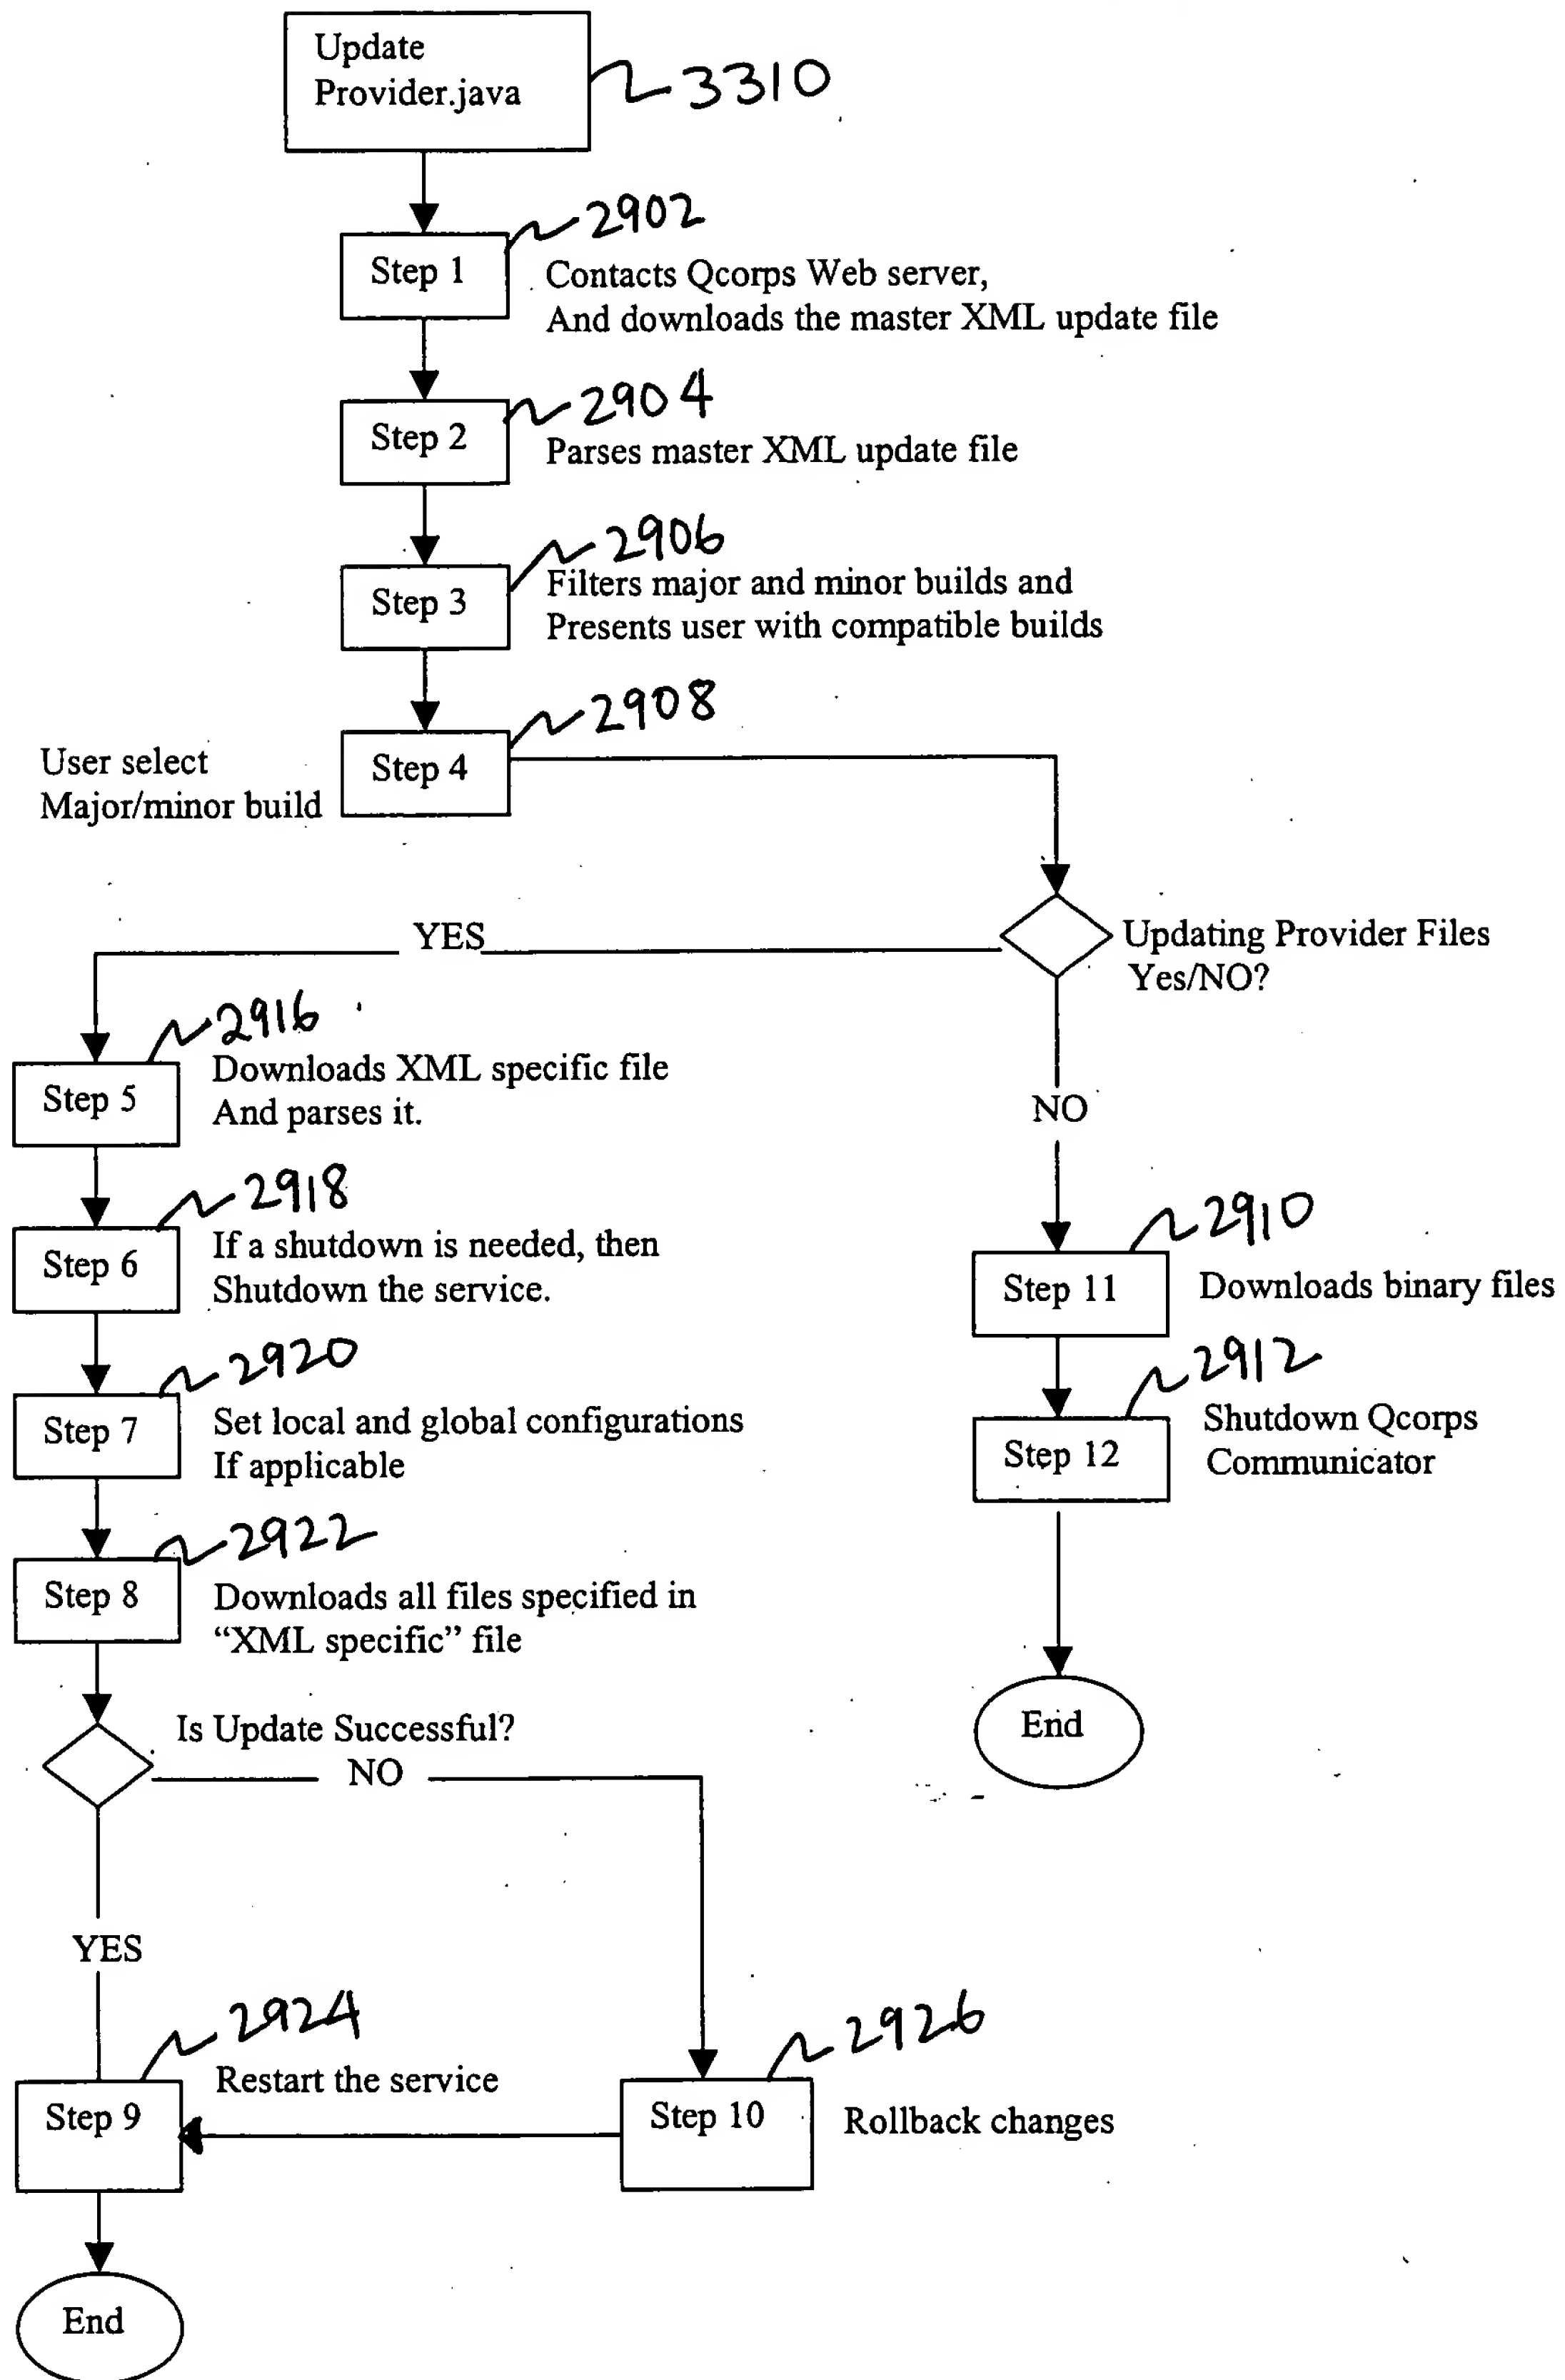 Update
Provider.java
3310
2902
Step 1
Contacts Qcorps Web server,
And downloads the master XML update file
2904
Step 2
Parses master XML update file
2906
Step 3
Filters major and minor builds and
Presents user with compatible builds
2908
User select
Major/minor build
Step 4
YES
Updating Provider Files
Yes/NO?
2916
Step 5
Downloads XML specific file
And parses it.
NO
2918
Step 6
If a shutdown is needed, then
Shutdown the service.
2910
Step 11
Downloads binary files
2920
Step 7
Set local and global configurations
If applicable
2912
Step 12
Shutdown Qcorps
Communicator
2922
Step 8
Downloads all files specified in
“XML specific” file
Is Update Successful?
NO
End
YES
2924
Step 9
Restart the service
2926
Step 10
Rollback changes
End